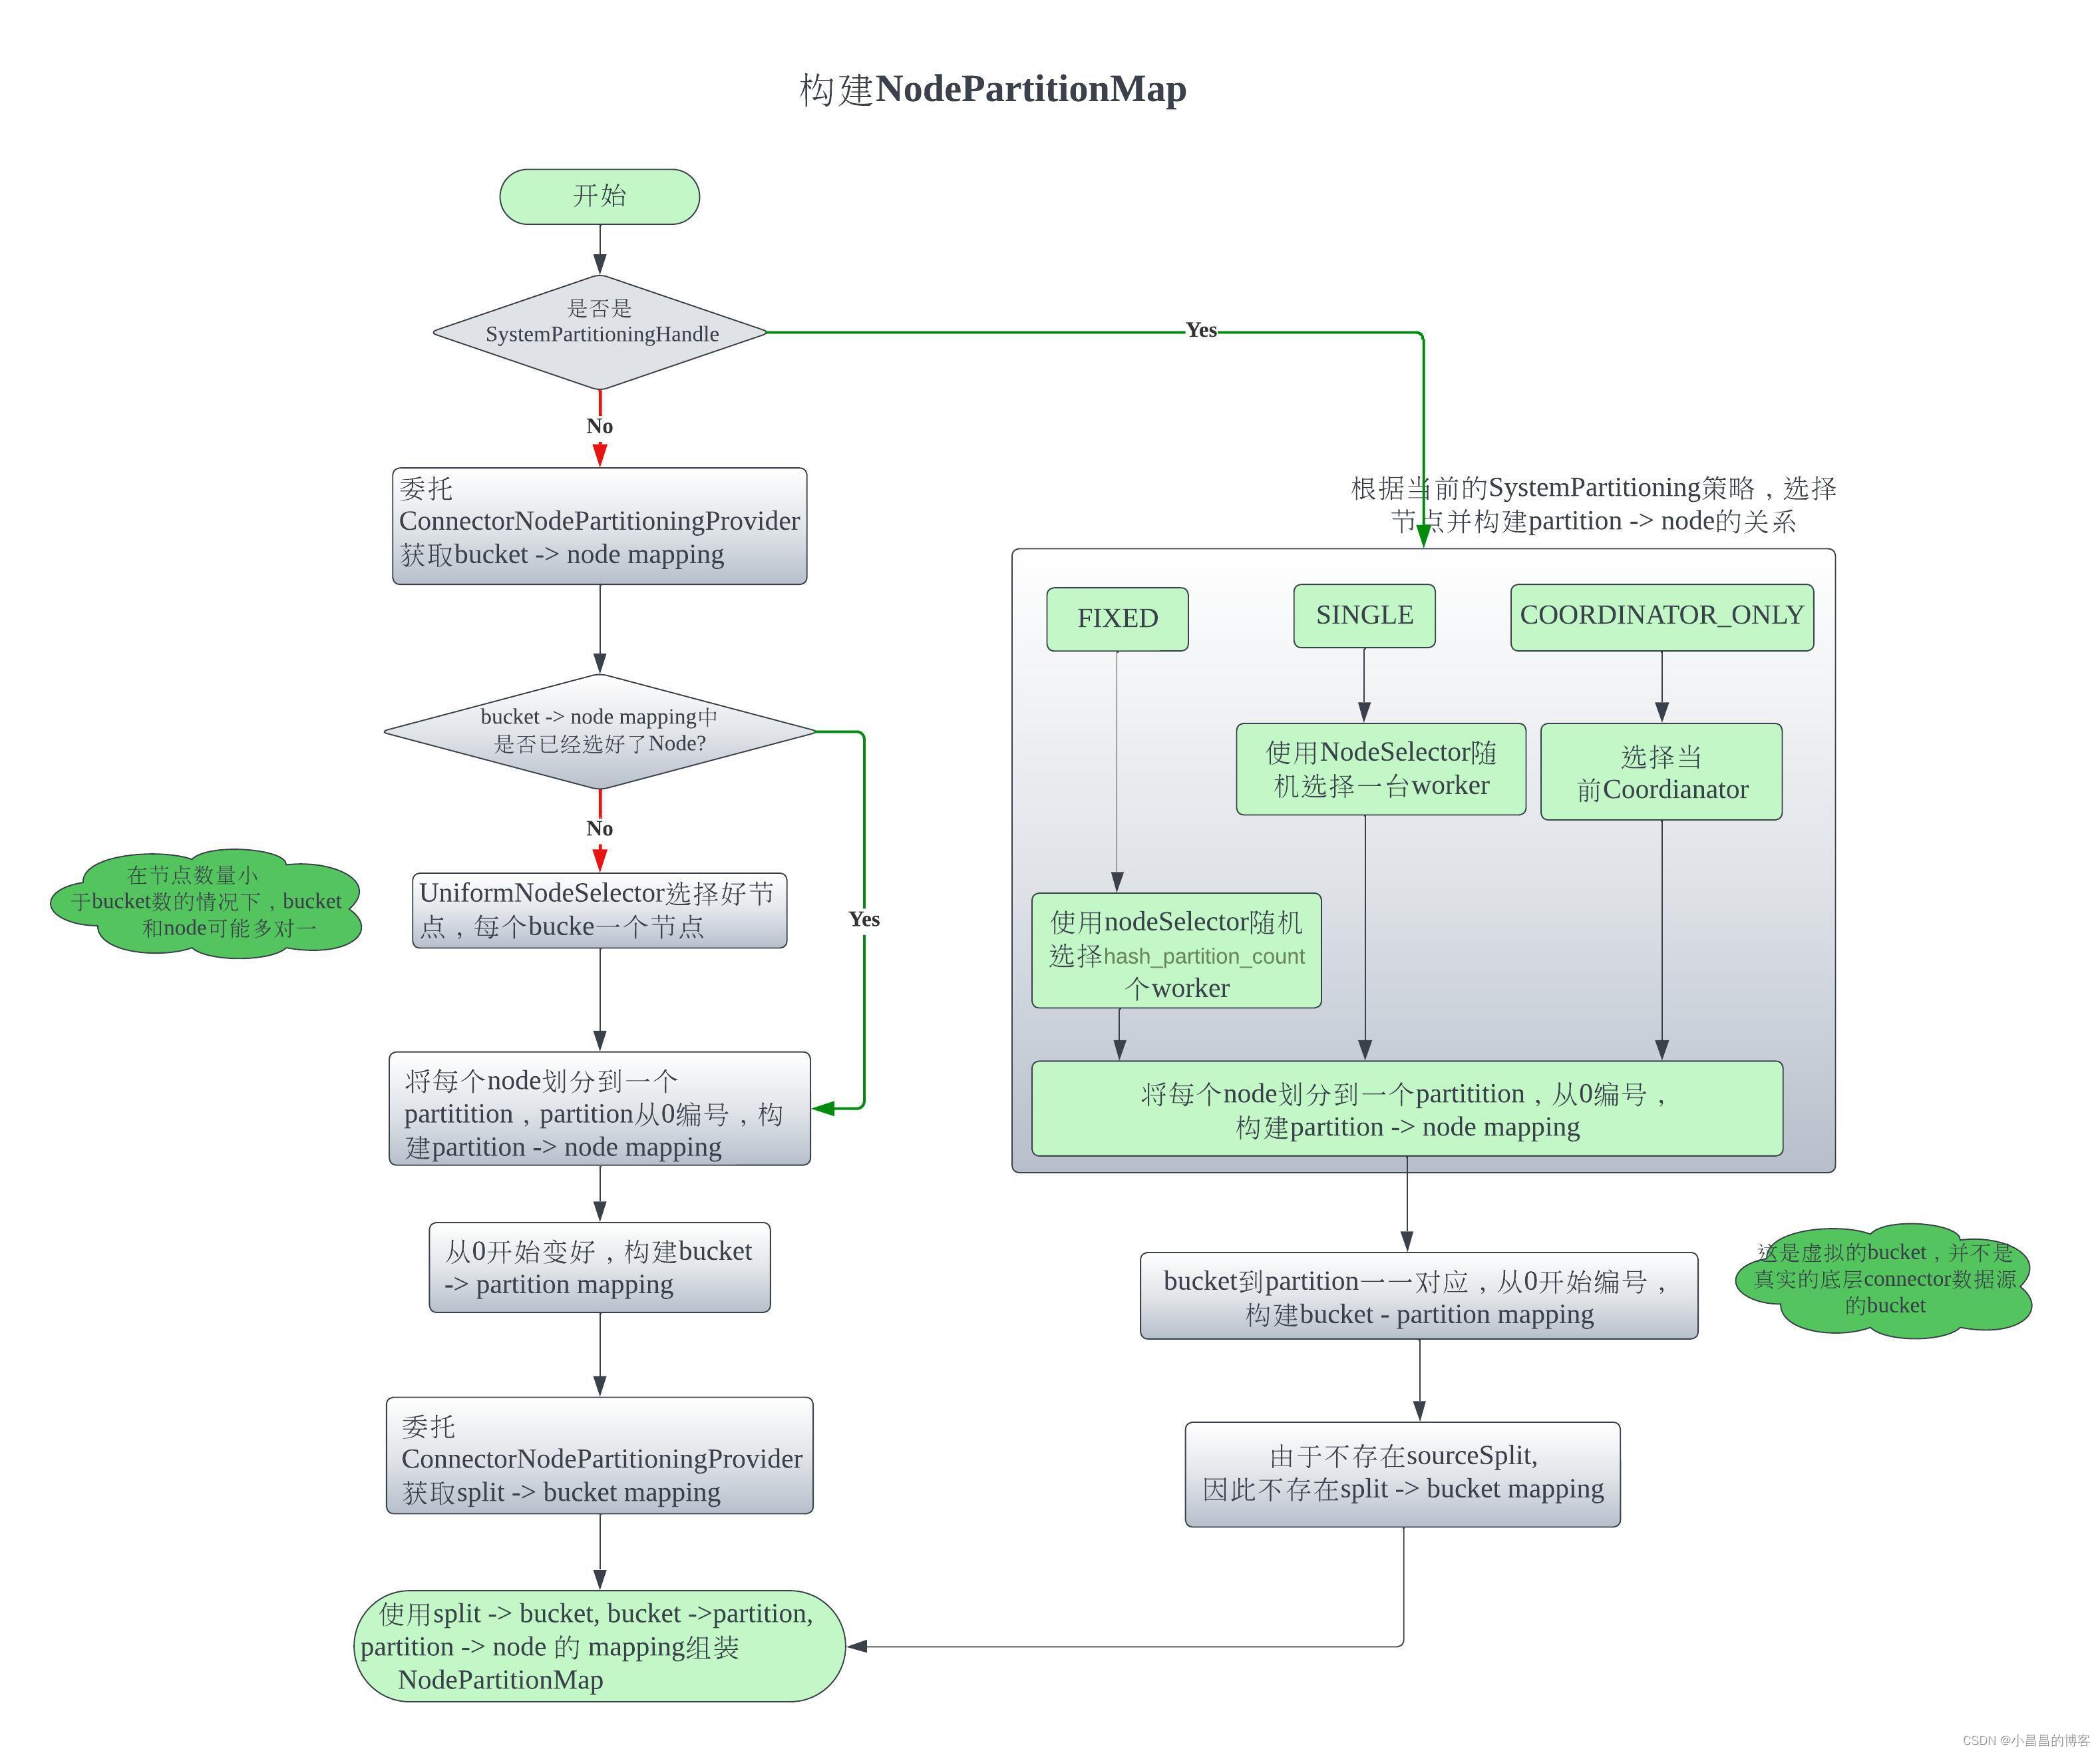 构建NodePartitionMap
开始
是否是
SystemPartitioningHandle
Yes
No
委托
ConnectorNodePartitioningProvider
获取bucket -> node mapping
bucket -> node mapping中
是否已经选好了Node?
No
Yes
在节点数量小
于bucket数的情况下，bucket
和node可能多对一
UniformNodeSelector选择好节
点，每个bucke一个节点
将每个node划分到一个
partitition，partition从0编号，构
建partition -> node mapping
从0开始变好，构建bucket
-> partition mapping
委托
ConnectorNodePartitioningProvider
获取split -> bucket mapping
使用split -> bucket, bucket ->partition,
partition -> node 的 mapping组装
NodePartitionMap
根据当前的SystemPartitioning策略，选择
节点并构建partition -> node的关系
FIXED
SINGLE
COORDINATOR_ONLY
使用NodeSelector随
机选择一台worker
选择当
前Coordianator
使用nodeSelector随机
选择hash_partition_count
个worker
将每个node划分到一个partitition，从0编号，
构建partition -> node mapping
bucket到partition一一对应，从0开始编号，
构建bucket - partition mapping
这是虚拟的bucket，并不是
真实的底层connector数据源
的bucket
由于不存在sourceSplit,
因此不存在split -> bucket mapping
CSDN @小昌昌的博客